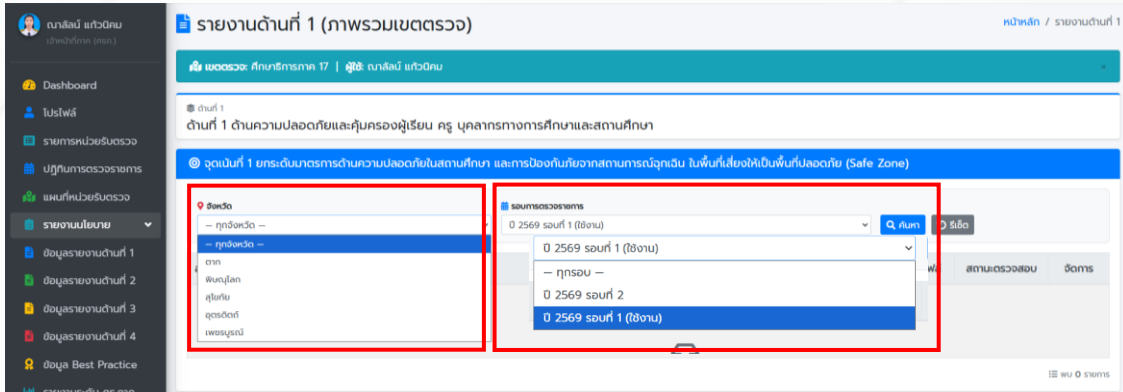 ณาลัลน์ แก้วนิคม
เจ้าหน้าที่ภาค (ศธภ.)
Dashboard
โปรไฟล์
รายการหน่วยรับตรวจ
ปฏิทินการตรวจราชการ
แผนที่หน่วยรับตรวจ
รายงานนโยบาย
ข้อมูลรายงานด้านที่ 1
ข้อมูลรายงานด้านที่ 2
ข้อมูลรายงานด้านที่ 3
ข้อมูลรายงานด้านที่ 4
ข้อมูล Best Practice
รายงานด้านที่ 1 (ภาพรวมเขตตรวจ)
หน้าหลัก / รายงานด้านที่ 1
เขตตรวจ: ศึกษาธิการภาค 17 | ผู้ใช้: ณาลัลน์ แก้วนิคม
ด้านที่ 1
ด้านที่ 1 ด้านความปลอดภัยและคุ้มครองผู้เรียน ครู บุคลากรทางการศึกษาและสถานศึกษา
จุดเน้นที่ 1 ยกระดับมาตรการด้านความปลอดภัยในสถานศึกษา และการป้องกันภัยจากสถานการณ์ฉุกเฉิน ในพื้นที่เสี่ยงให้เป็นพื้นที่ปลอดภัย (Safe Zone)
จังหวัด
— ทุกจังหวัด —
— ทุกจังหวัด —
ตาก
พิษณุโลก
สุโขทัย
อุตรดิตถ์
เพชรบูรณ์
รอบการตรวจราชการ
ปี 2569 รอบที่ 1 (ใช้งาน)
ค้นหา
รีเซ็ต
ปี 2569 รอบที่ 1 (ใช้งาน)
— ทุกรอบ —
ปี 2569 รอบที่ 2
ปี 2569 รอบที่ 1 (ใช้งาน)
สถานะตรวจสอบ
จัดการ
พบ 0 รายการ